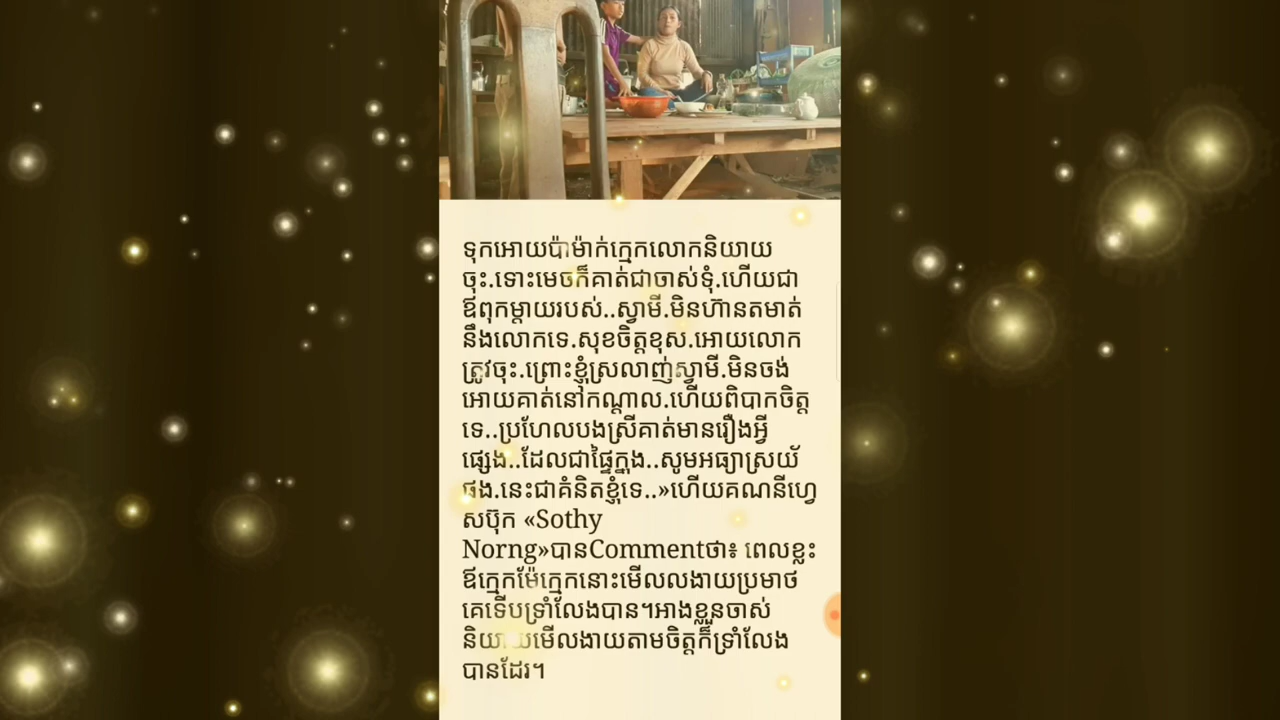 ទុកអោយប៉ាម៉ាក់ក្មេកលោកនិយាយ
ចុះ.ទោះមេចក៏គាត់ជាចាស់ទុំ.ហើយជា
ឪពុកម្តាយរបស់..ស្វាមី.មិនហ៊ានតមាត់
នឹងលោកទេ.សុខចិត្តខុស.អោយលោក
ត្រូវចុះ.ព្រោះខ្ញុំស្រលាញ់ស្វាមី.មិនចង់
អោយគាត់នៅកណ្តាល.ហើយពិបាកចិត្ត
ទេ..ប្រហែលបងស្រីគាត់មានរឿងអ្វី
ផ្សេង..ដែលជាផ្ទៃក្នុង..សូមអធ្យាស្រយ័
ផង.នេះជាគំនិតខ្ញុំទេ..»ហើយគណនីហ្វេ
សប៊ុក «Sothy
Norng»បានCommentថា៖ ពេលខ្លះ
ឪក្មេកម៉ែក្មេកនោះមើលលងាយប្រមាថ
គេទើបទ្រាំលែងបាន។អាងខ្លួនចាស់
និយាយមើលងាយតាមចិត្តក៏ទ្រាំលែង
បានដែរ។